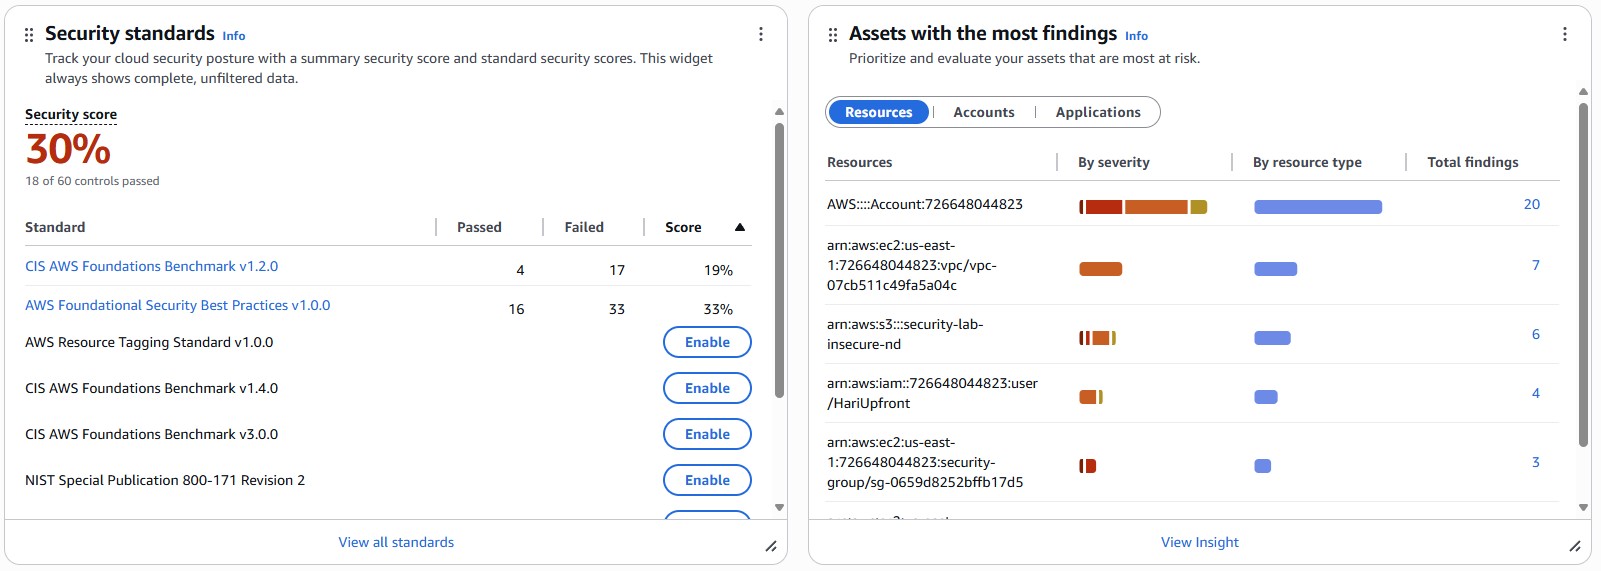 Security standards Info
Track your cloud security posture with a summary security score and standard security scores. This widget
always shows complete, unfiltered data.
Security score
30%
18 of 60 controls passed
Standard Passed Failed Score
CIS AWS Foundations Benchmark v1.2.0 4 17 19%
AWS Foundational Security Best Practices v1.0.0 16 33 33%
AWS Resource Tagging Standard v1.0.0 Enable
CIS AWS Foundations Benchmark v1.4.0 Enable
CIS AWS Foundations Benchmark v3.0.0 Enable
NIST Special Publication 800-171 Revision 2 Enable
View all standards
Assets with the most findings Info
Prioritize and evaluate your assets that are most at risk.
Resources Accounts Applications
Resources By severity By resource type Total findings
AWS::::Account:726648044823 20
arn:aws:ec2:us-east-
1:726648044823:vpc/vpc- 7
07cb511c49fa5a04c
arn:aws:s3:::security-lab-
insecure-nd 6
arn:aws:iam::726648044823:user
/HariUpfront 4
arn:aws:ec2:us-east-
1:726648044823:security- 3
group/sg-0659d8252bffb17d5
View Insight